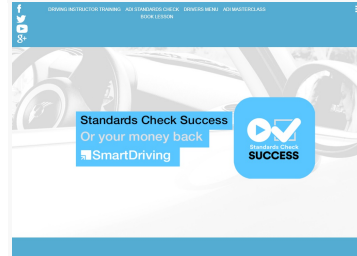 DRIVING INSTRUCTOR TRAINING ADI STANDARDS CHECK DRIVERS MENU ADI MASTERCLASS
BOOK LESSON
Standards Check Success
Or your money back
SmartDriving
Standards Check
SUCCESS